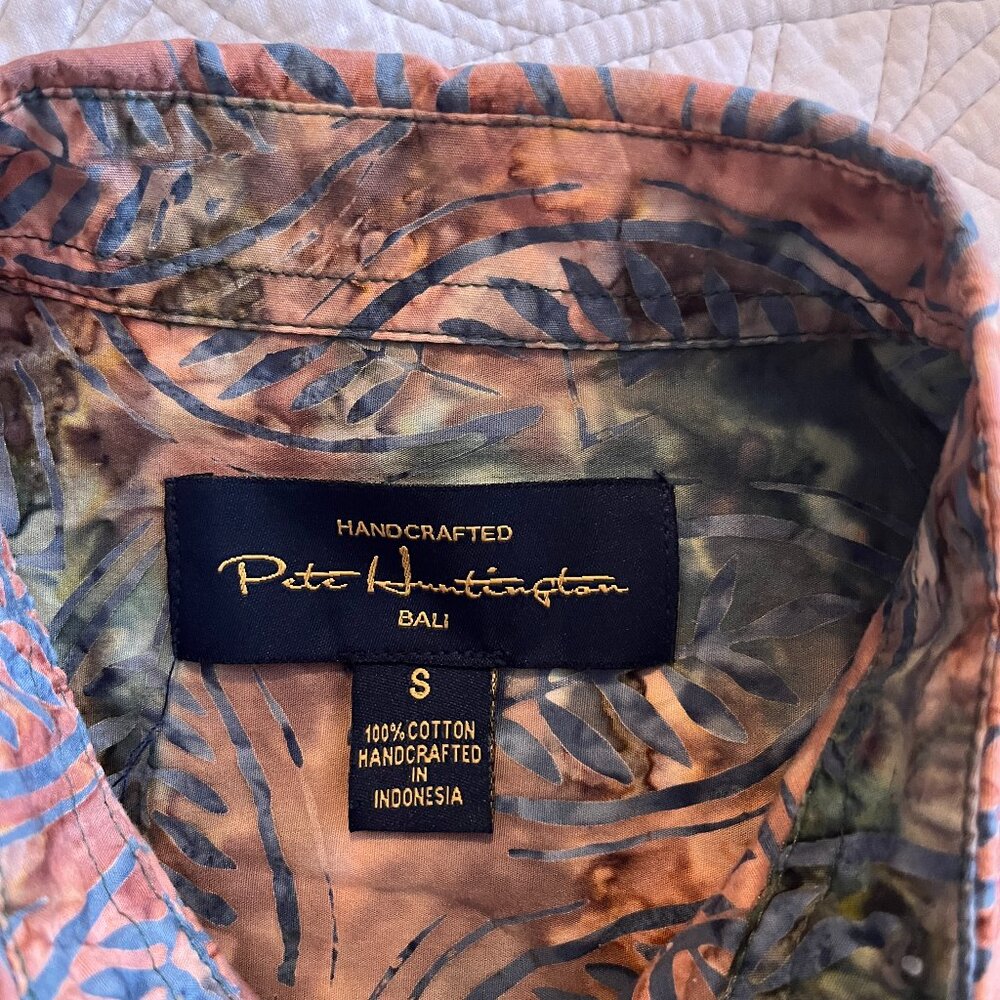 HANDCRAFTED
Pete Huntington
BALI
S
100% COTTON
HANDCRAFTED
IN
INDONESIA